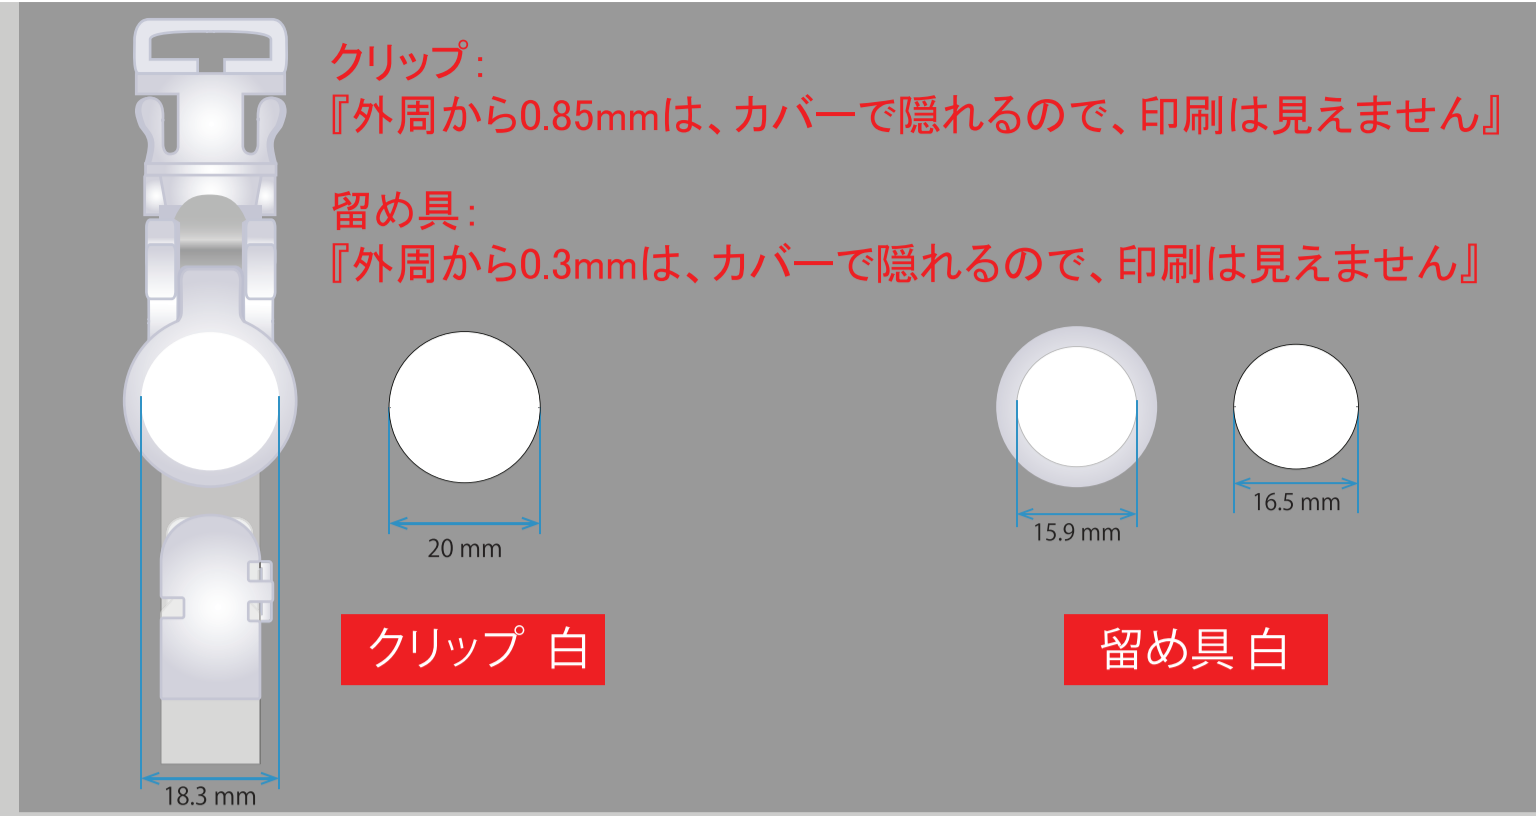 クリップ：
『外周から0.85mmは、カバーで隠れるので、印刷は見えません』
留め具：
『外周から0.3mmは、カバーで隠れるので、印刷は見えません』
20 mm
15.9 mm
16.5 mm
クリップ 白
留め具 白
18.3 mm